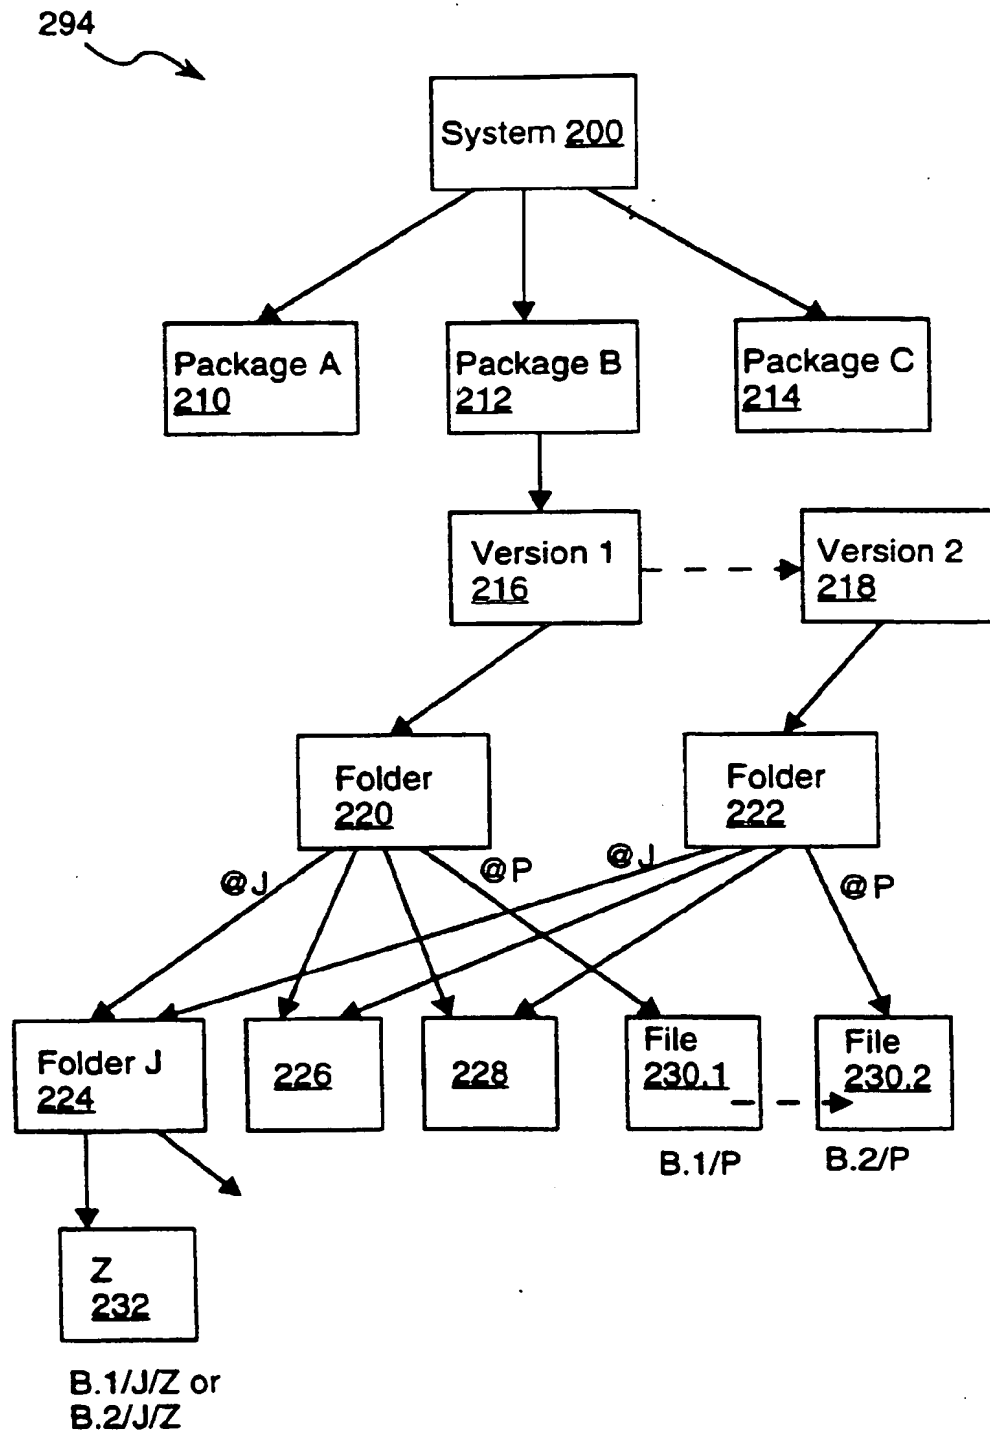 294
System 200
Package A
210
Package B
212
Package C
214
Version 1
216
Version 2
218
Folder
220
Folder
222
@J
@P
@J
@P
Folder J
224
226
228
File
230.1
File
230.2
B.1/P
B.2/P
Z
232
B.1/J/Z or
B.2/J/Z